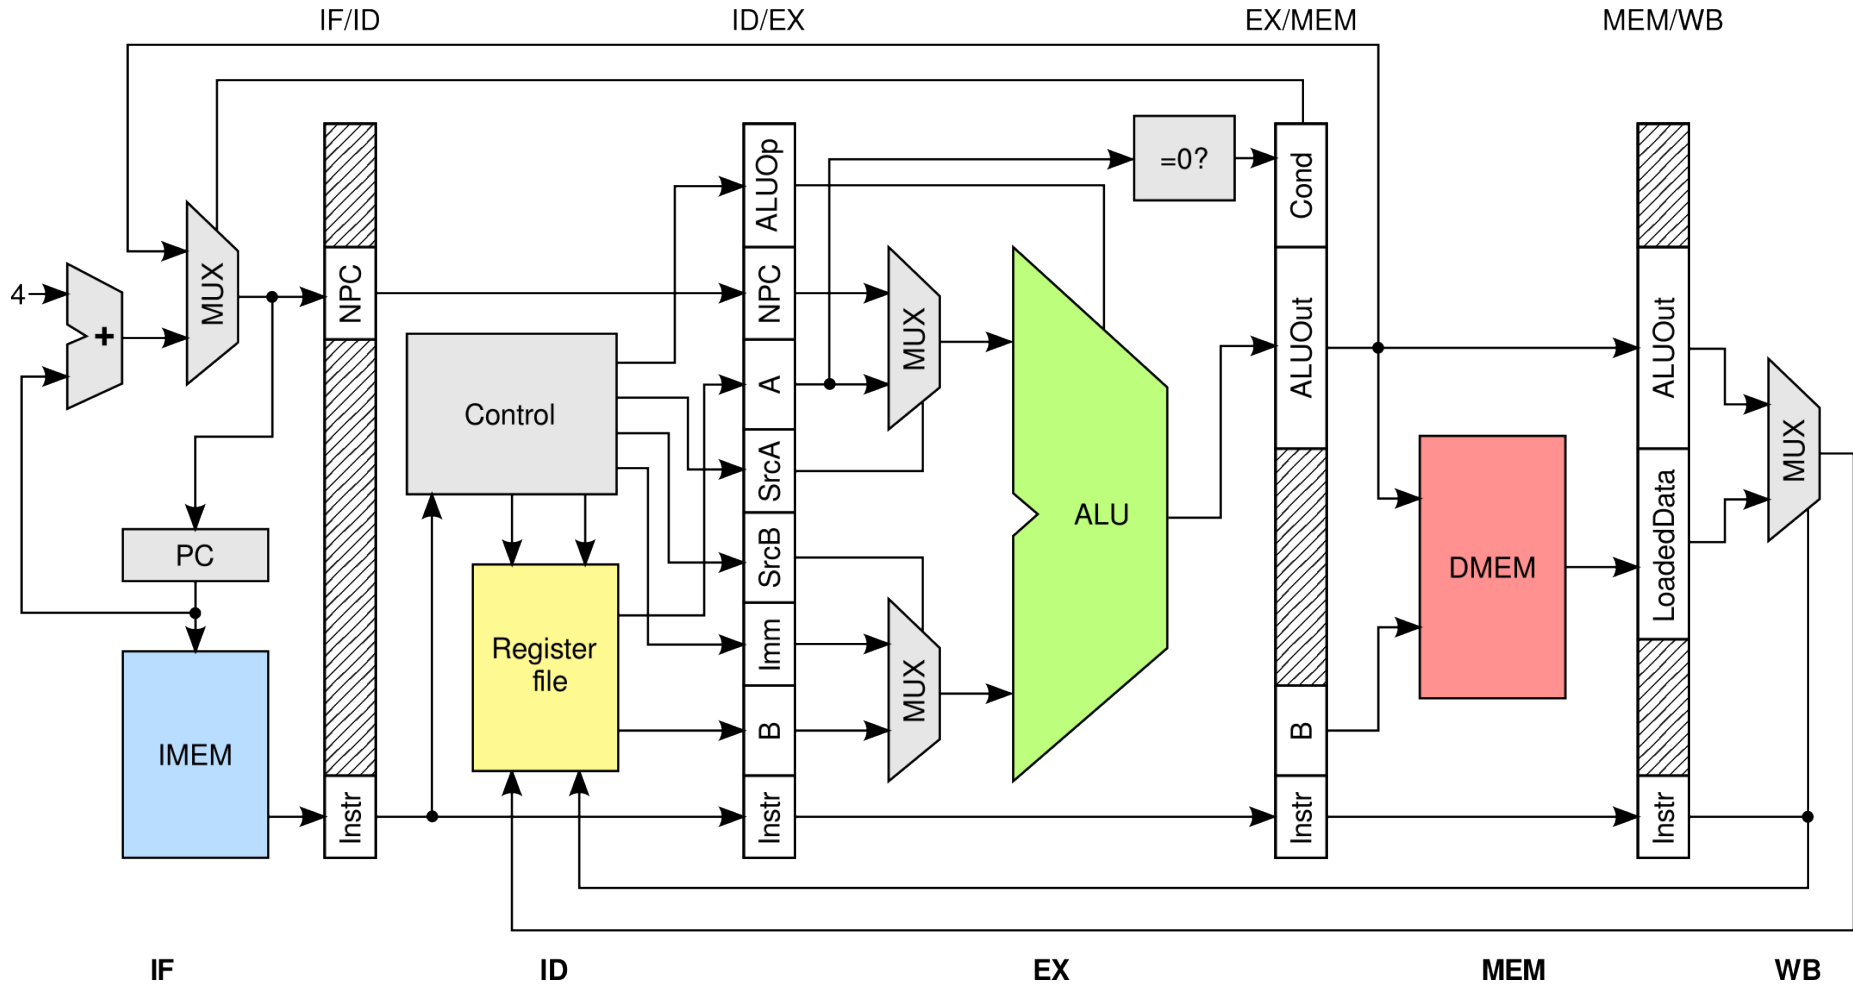 IF/ID
ID/EX
EX/MEM
MEM/WB
4
+
MUX
PC
IMEM
NPC
Instr
Control
Register
file
ALUOp
NPC
A
SrcA
SrcB
Imm
B
Instr
MUX
MUX
ALU
=0?
Cond
ALUOut
B
Instr
DMEM
ALUOut
LoadedData
Instr
MUX
IF
ID
EX
MEM
WB